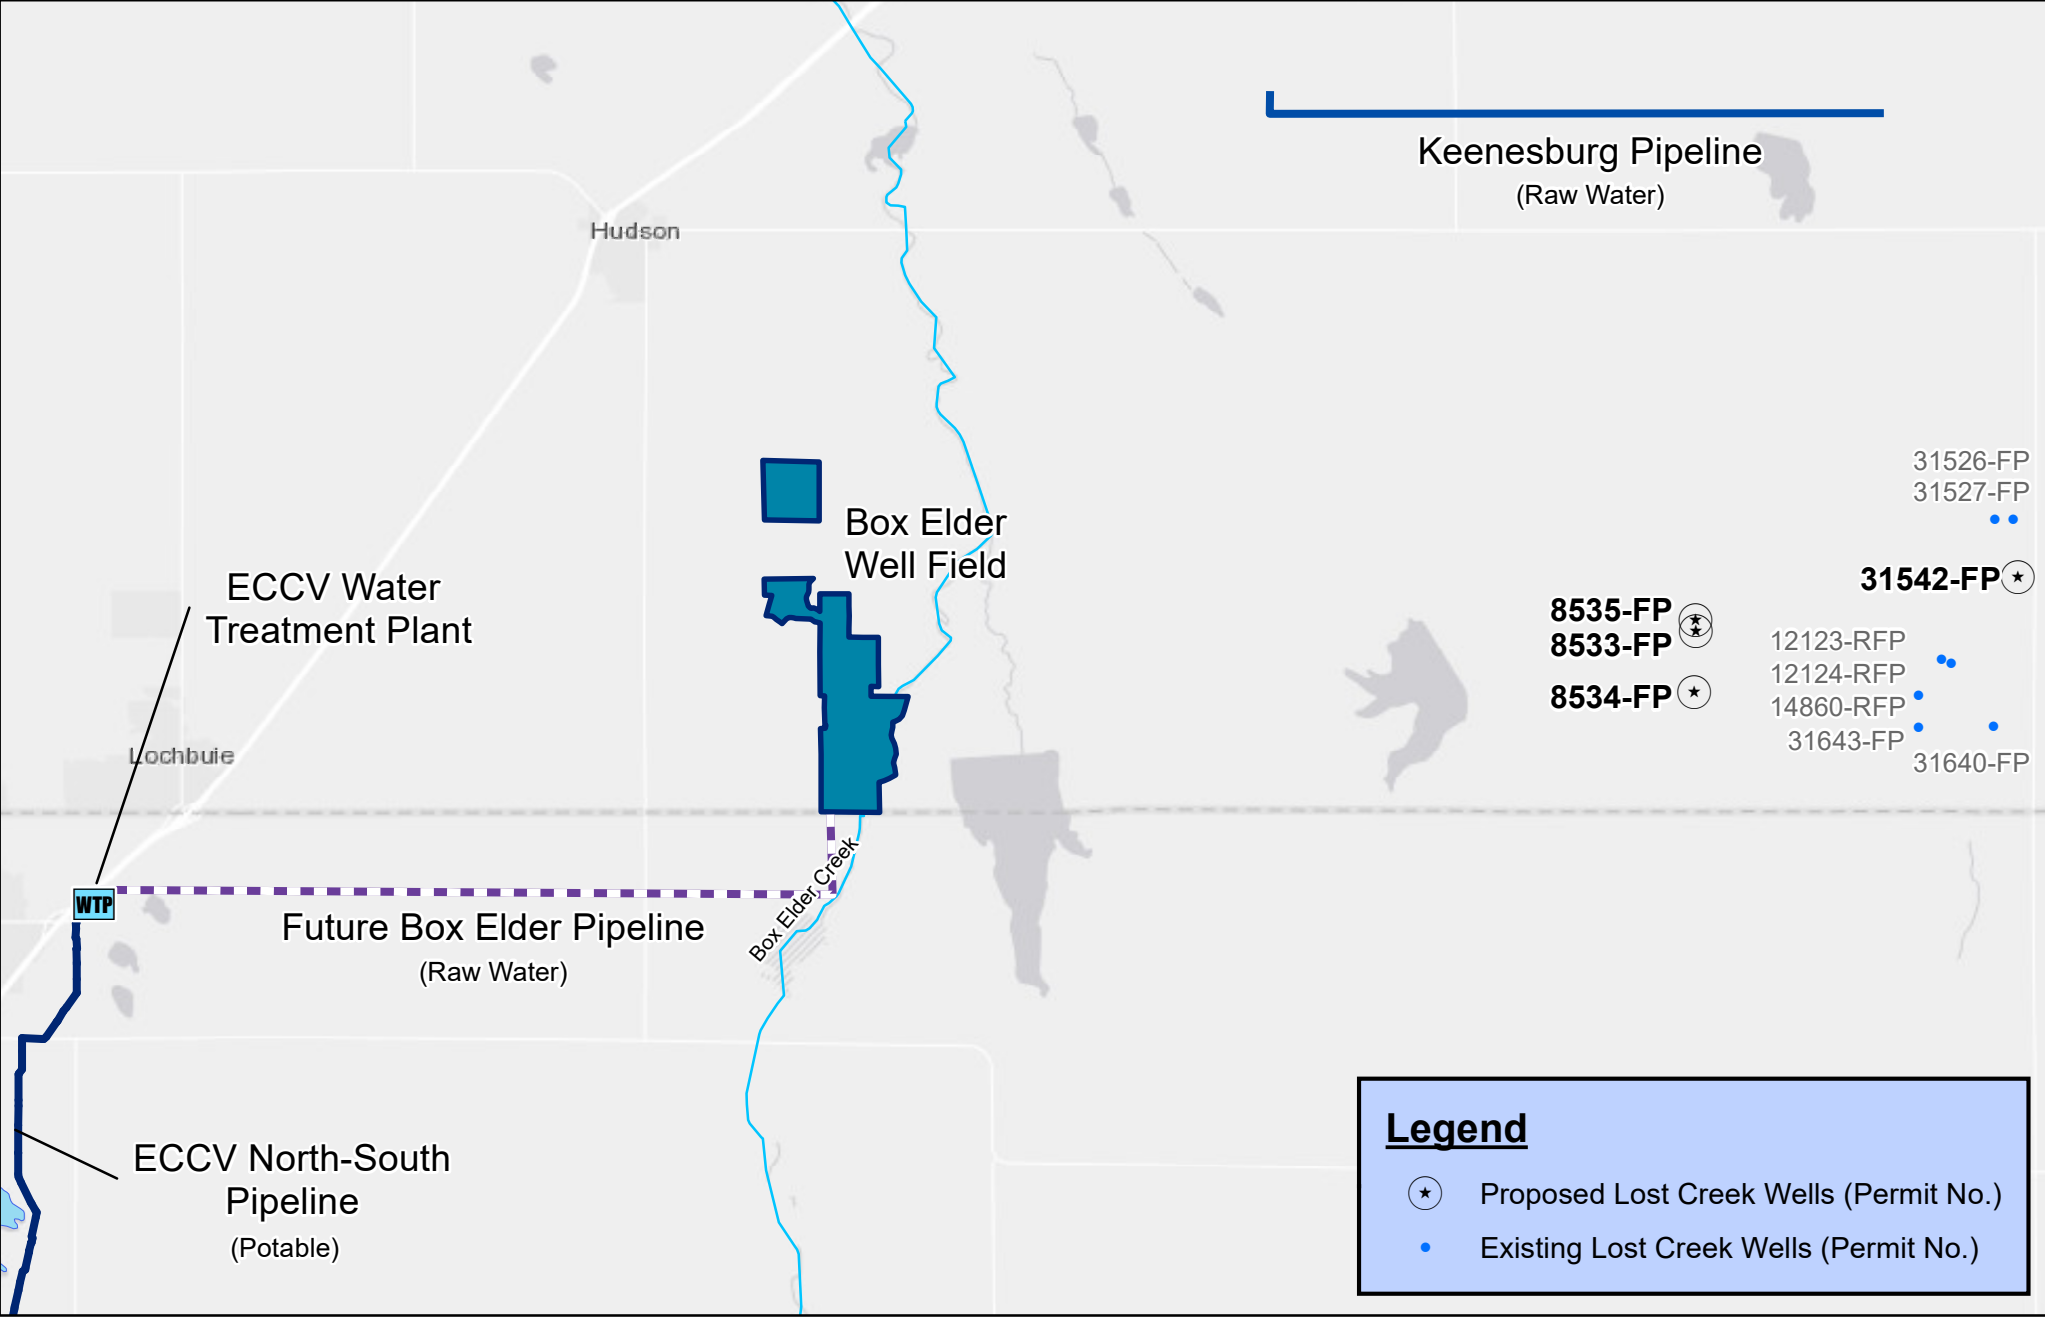 Keenesburg Pipeline
(Raw Water)
Hudson
31526-FP
31527-FP
Box Elder
Well Field
31542-FP
ECCV Water
Treatment Plant
8535-FP
8533-FP
8534-FP
12123-RFP
12124-RFP
14860-RFP
31643-FP
31640-FP
Lochbuie
Box Elder Creek
WTP
Future Box Elder Pipeline
(Raw Water)
ECCV North-South
Pipeline
(Potable)
Legend
Proposed Lost Creek Wells (Permit No.)
Existing Lost Creek Wells (Permit No.)